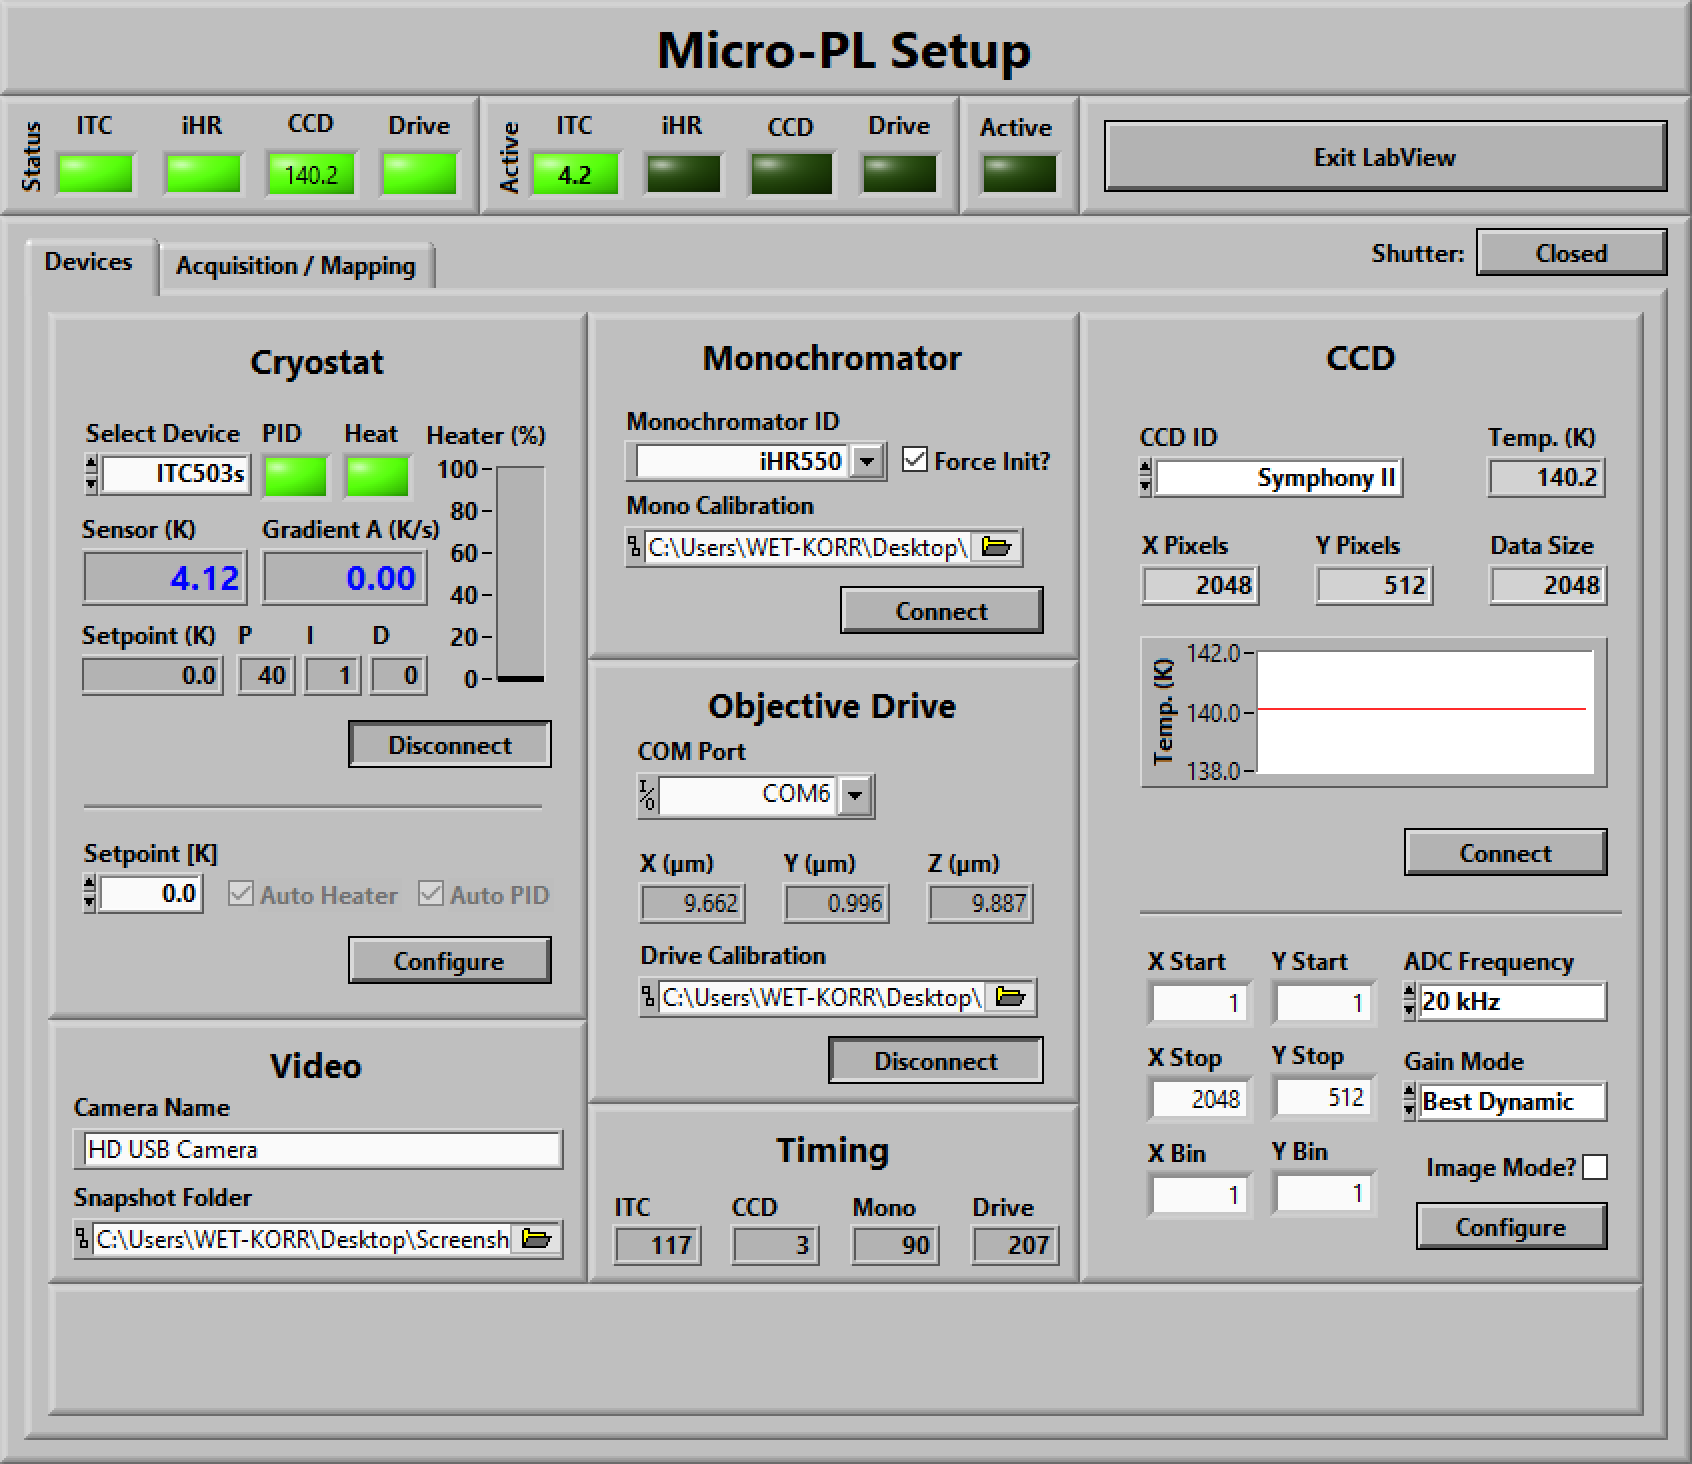 Micro-PL Setup
Status
ITC iHR CCD Drive
140.2
Active
ITC iHR CCD Drive
4.2
Active
Exit LabView
Devices
Acquisition / Mapping
Shutter: Closed
Cryostat
Select Device PID Heat Heater (%)
ITC503s
100
80
60
40
20
0
Sensor (K) Gradient A (K/s)
4.12 0.00
Setpoint (K) P I D
0.0 40 1 0
Disconnect
Setpoint [K]
0.0 Auto Heater Auto PID
Configure
Video
Camera Name
HD USB Camera
Snapshot Folder
C:\Users\WET-KORR\Desktop\Screensh
Monochromator
Monochromator ID
iHR550 Force Init?
Mono Calibration
C:\Users\WET-KORR\Desktop\
Connect
Objective Drive
COM Port
I/O COM6
X (µm) Y (µm) Z (µm)
9.662 0.996 9.887
Drive Calibration
C:\Users\WET-KORR\Desktop\
Disconnect
Timing
ITC CCD Mono Drive
117 3 90 207
CCD
CCD ID Temp. (K)
Symphony II 140.2
X Pixels Y Pixels Data Size
2048 512 2048
Temp. (K)
142.0
140.0
138.0
Connect
X Start Y Start ADC Frequency
1 1 20 kHz
X Stop Y Stop Gain Mode
2048 512 Best Dynamic
X Bin Y Bin Image Mode?
1 1
Configure